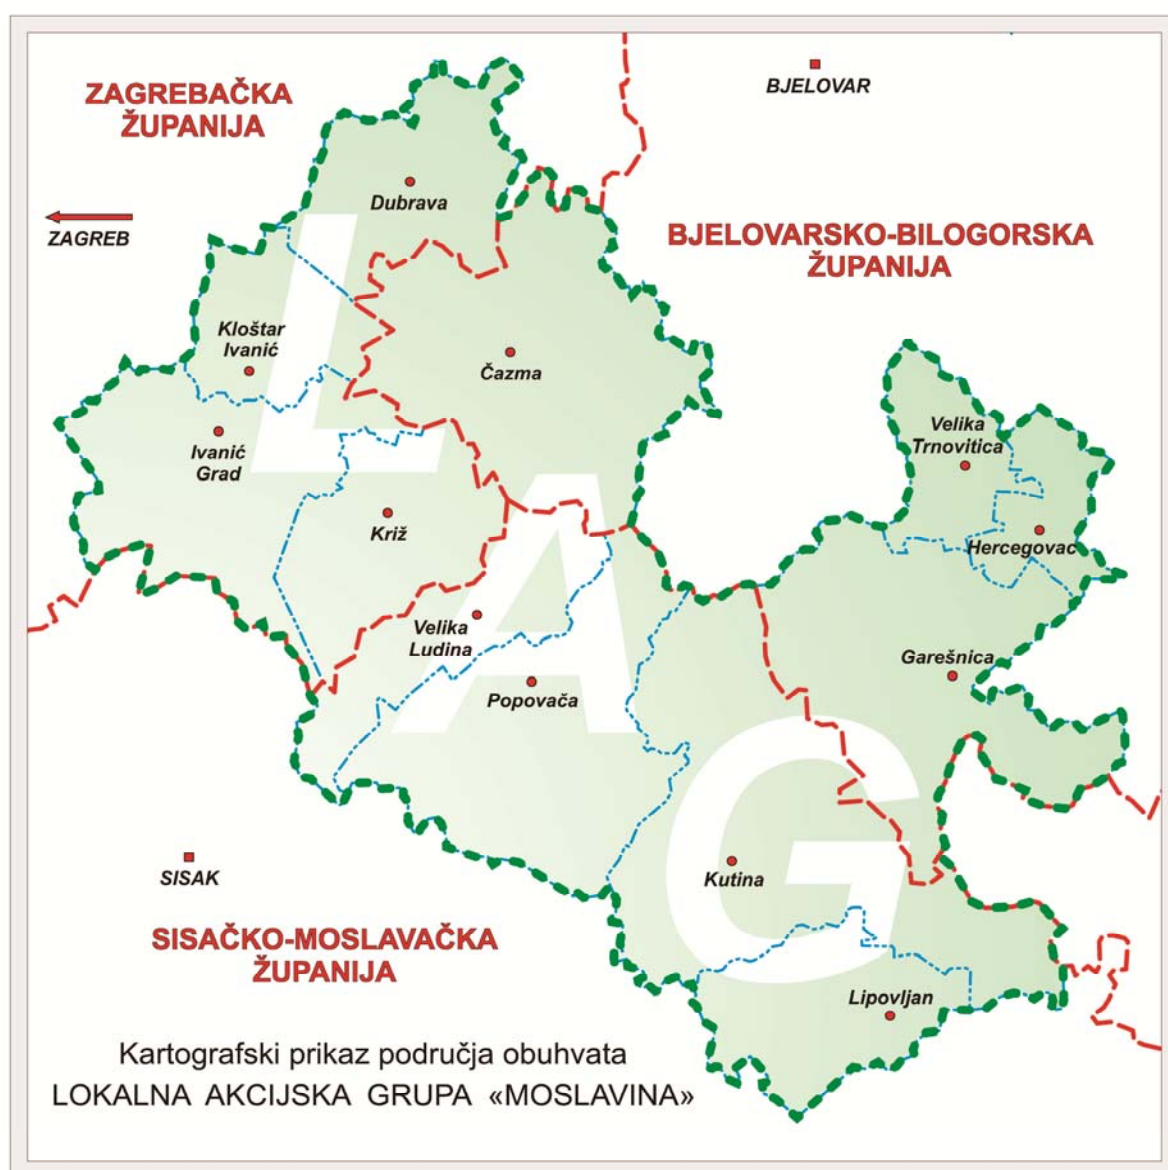 ZAGREBAČKA
ŽUPANIJA
BJELOVAR
Dubrava
ZAGREB
BJELOVARSKO-BILOGORSKA
ŽUPANIJA
Kloštar
Ivanić
Čazma
Velika
Trnovitica
Ivanić
Grad
Križ
Hercegovac
Velika
Ludina
Garešnica
Popovača
L
A
G
SISAK
Kutina
SISAČKO-MOSLAVAČKA
ŽUPANIJA
Lipovljan
Kartografski prikaz područja obuhvata
LOKALNA AKCIJSKA GRUPA «MOSLAVINA»